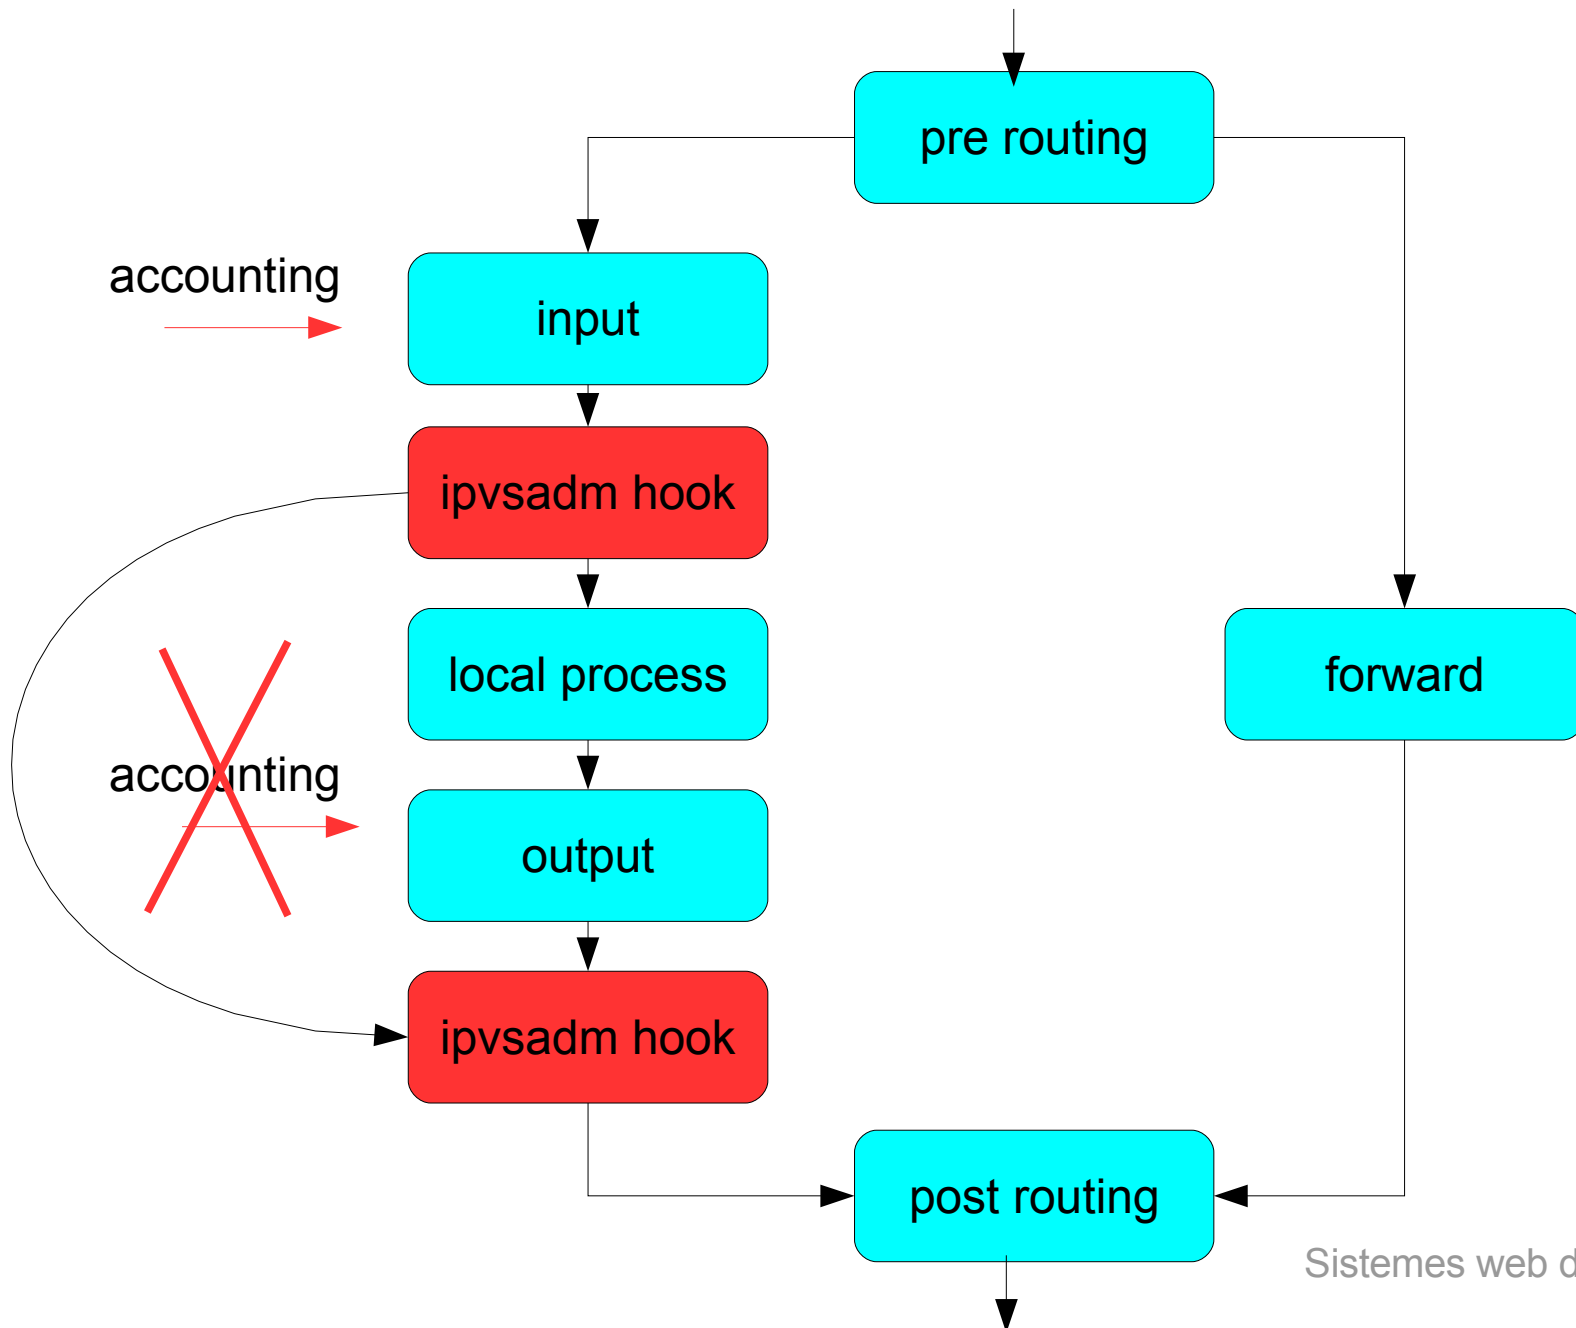 pre routing
accounting
input
ipvsadm hook
local process
forward
accounting
output
ipvsadm hook
post routing
Sistemes web d